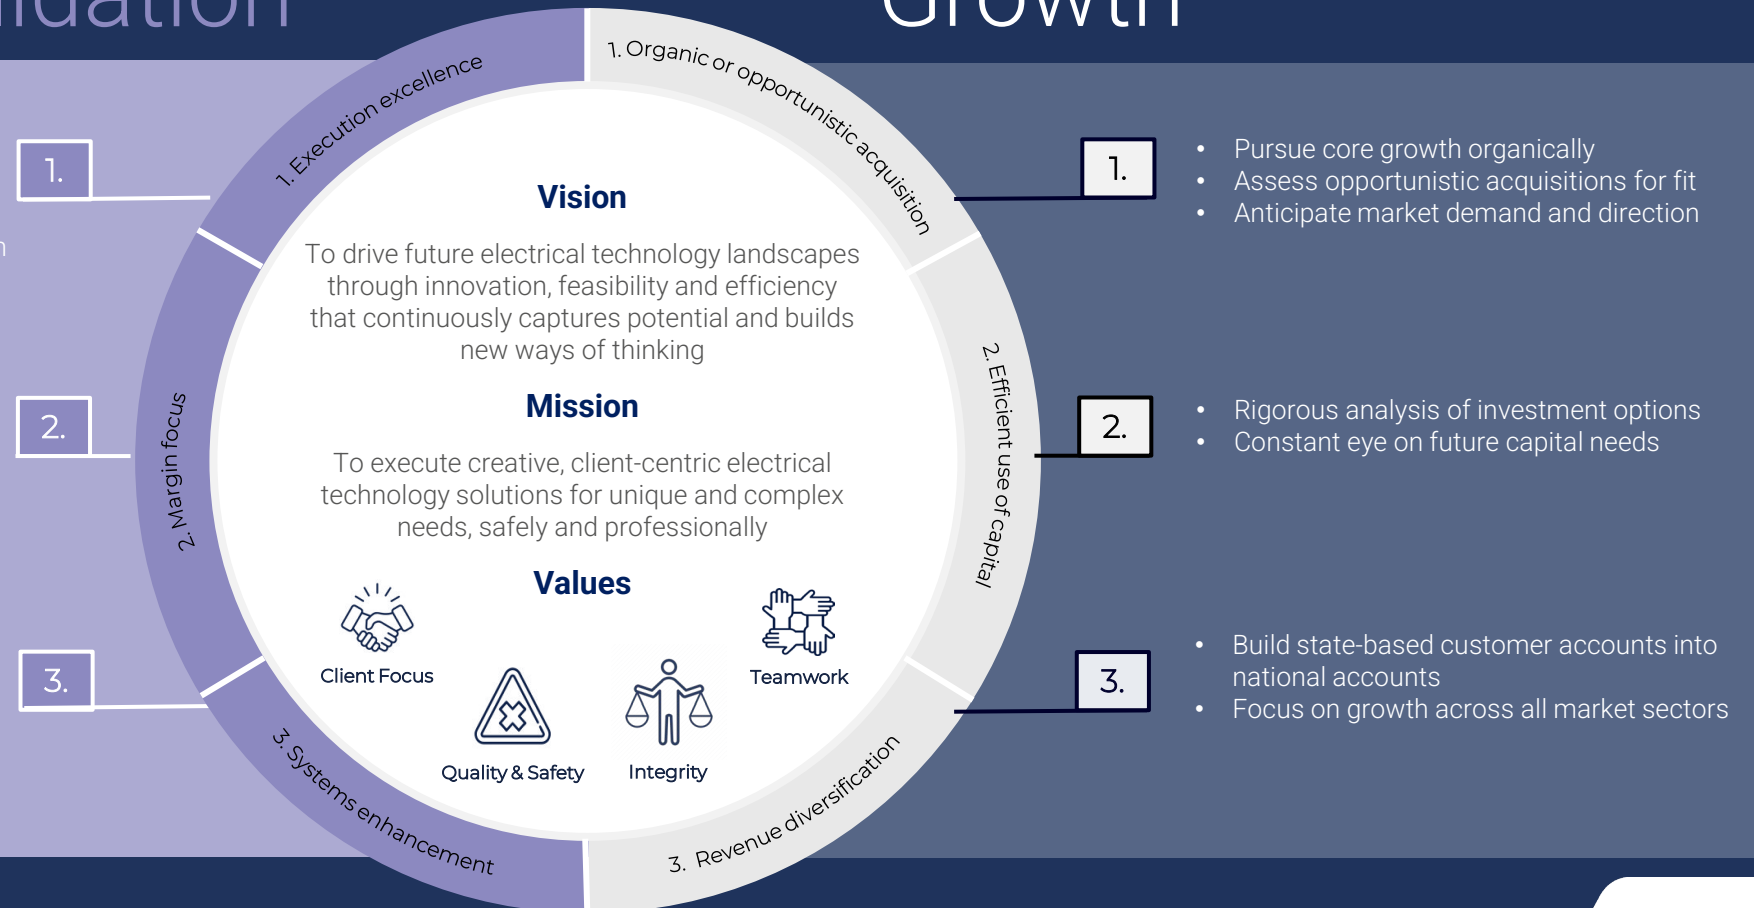 Growth
1. Execution excellence
2. Margin focus
3. Systems enhancement
1. Organic or opportunistic acquisition
2. Efficient use of capital
3. Revenue diversification
1.
2.
3.
Vision
To drive future electrical technology landscapes
through innovation, feasibility and efficiency
that continuously captures potential and builds
new ways of thinking
Mission
To execute creative, client-centric electrical
technology solutions for unique and complex
needs, safely and professionally
Values
Client Focus
Quality & Safety
Integrity
Teamwork
1.
• Pursue core growth organically
• Assess opportunistic acquisitions for fit
• Anticipate market demand and direction
2.
• Rigorous analysis of investment options
• Constant eye on future capital needs
3.
• Build state-based customer accounts into
national accounts
• Focus on growth across all market sectors